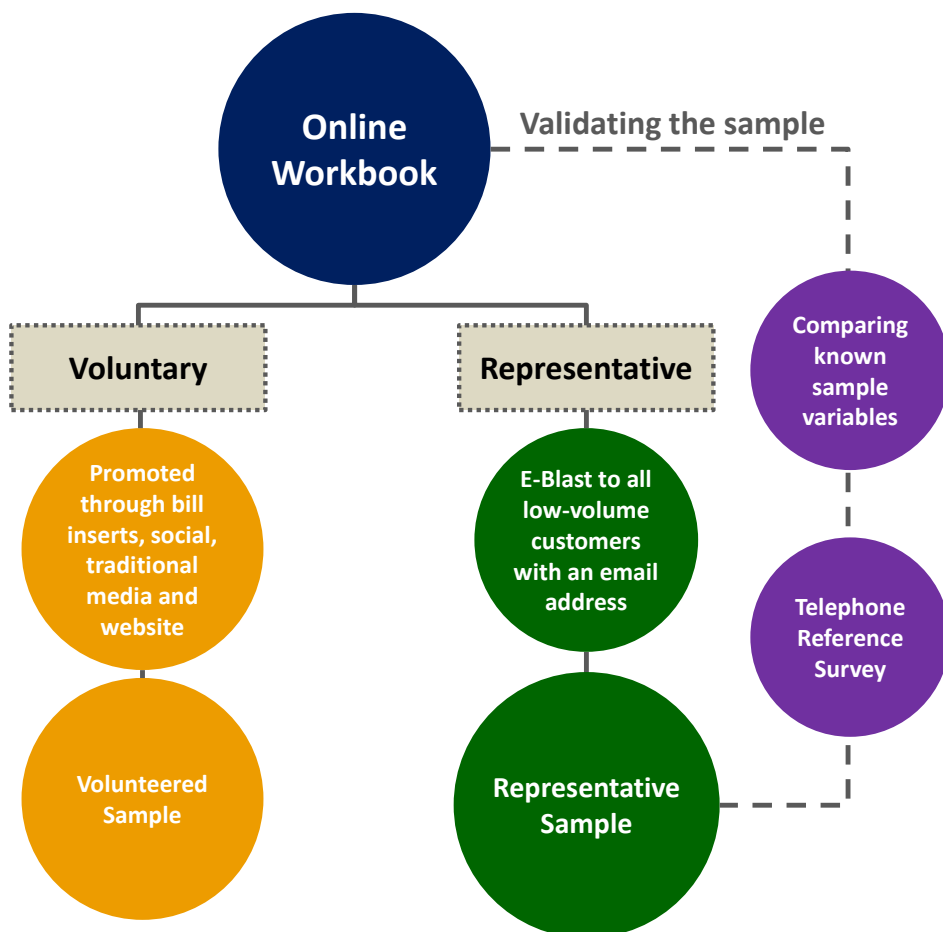 Online
Workbook
Validating the sample
Voluntary
Representative
Comparing
known
sample
variables
Promoted
through bill
inserts, social,
traditional
media and
website
E-Blast to all
low-volume
customers
with an email
address
Telephone
Reference
Survey
Volunteered
Sample
Representative
Sample